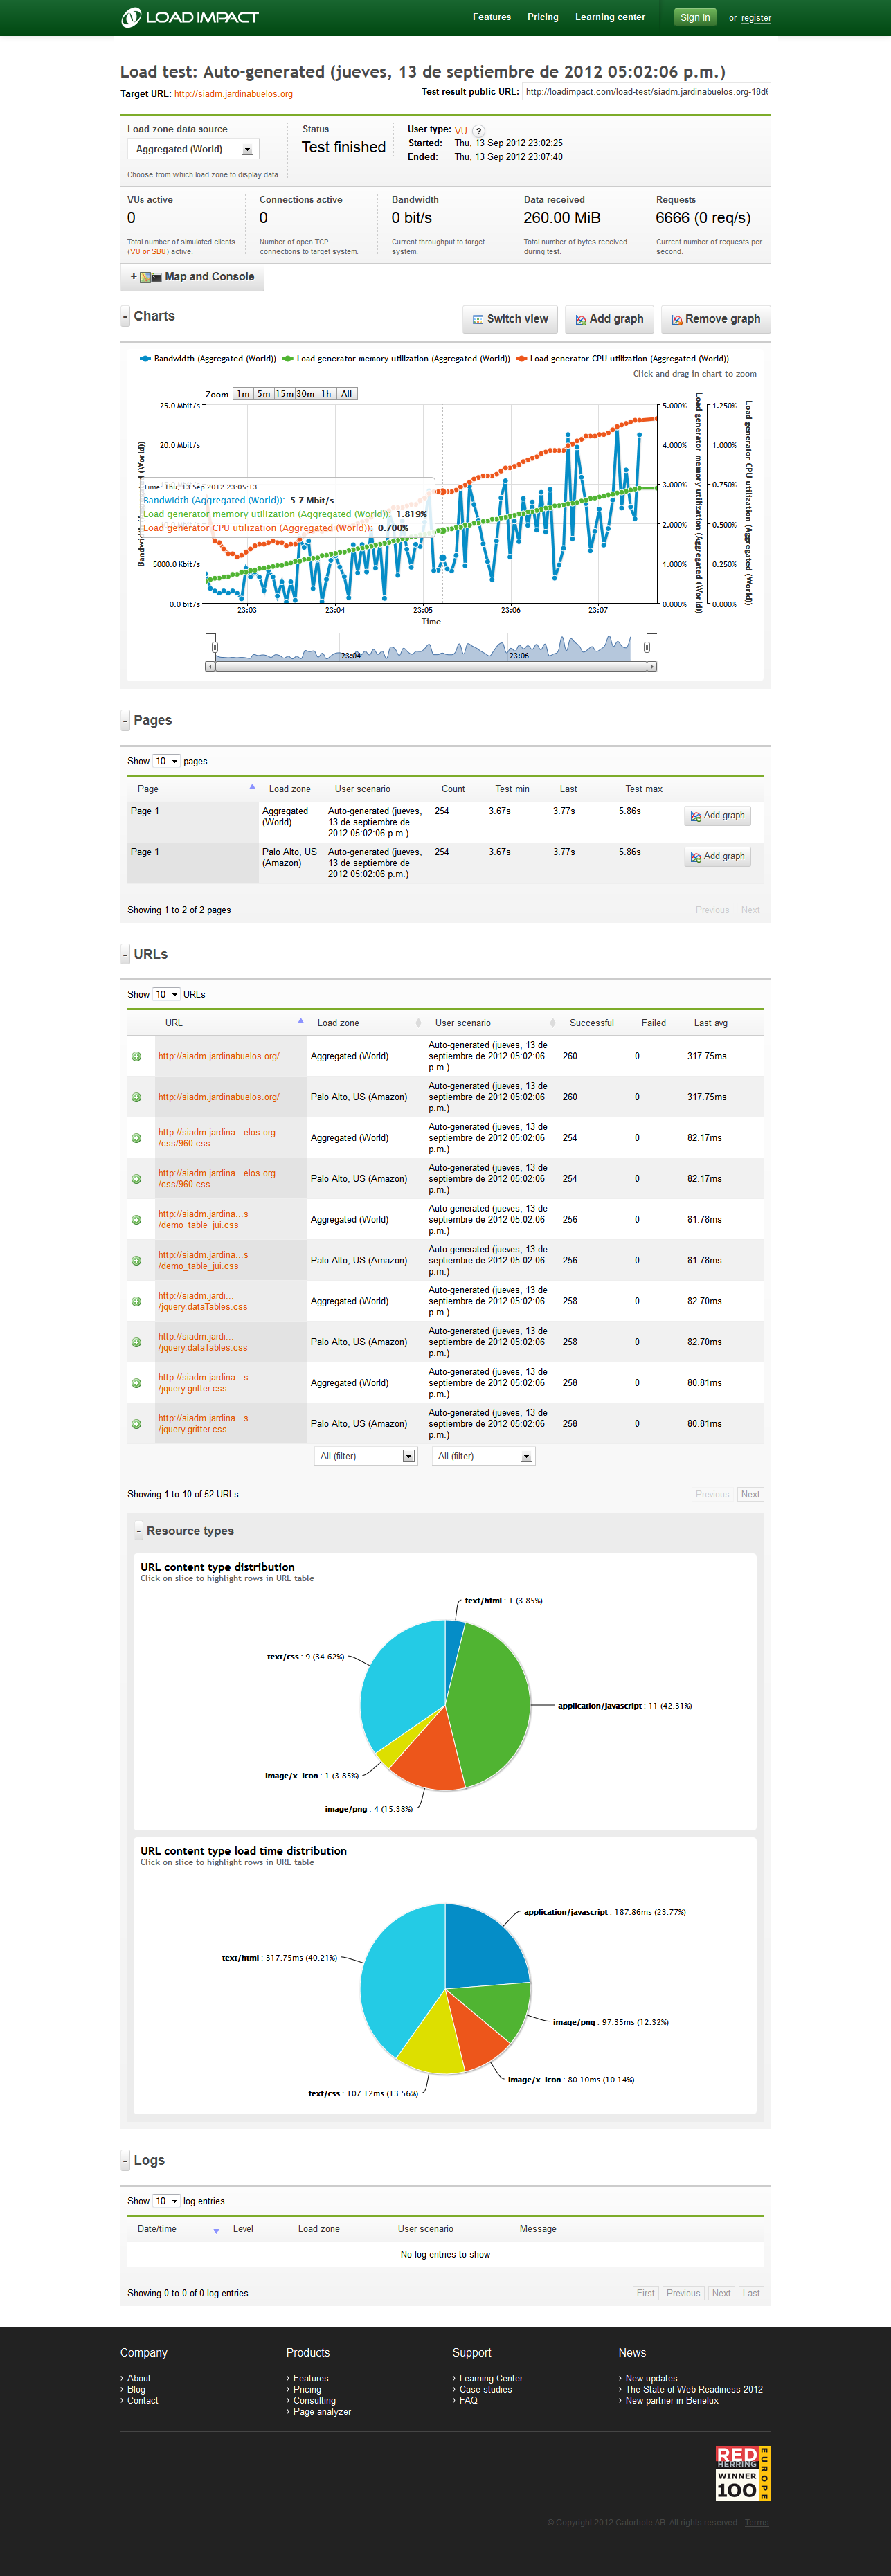 LOAD IMPACT
Features Pricing Learning center Sign in or register
Load test: Auto-generated (jueves, 13 de septiembre de 2012 05:02:06 p.m.)
Target URL: http://siadm.jardinabuelos.org
Test result public URL: http://loadimpact.com/load-test/siadm.jardinabuelos.org-18d6
Load zone data source
Aggregated (World)
Choose from which load zone to display data.
Status
Test finished
User type: VU ?
Started: Thu, 13 Sep 2012 23:02:25
Ended: Thu, 13 Sep 2012 23:07:40
VUs active
0
Total number of simulated clients
(VU or SBU) active.
Connections active
0
Number of open TCP
connections to target system.
Bandwidth
0 bit/s
Current throughput to target
system.
Data received
260.00 MiB
Total number of bytes received
during test.
Requests
6666 (0 req/s)
Current number of requests per
second.
+ Map and Console
- Charts
Switch view Add graph Remove graph
Bandwidth (Aggregated (World)) Load generator memory utilization (Aggregated (World)) Load generator CPU utilization (Aggregated (World))
Click and drag in chart to zoom
Zoom 1m 5m 15m 30m 1h All
25.0 Mbit/s
20.0 Mbit/s
5000.0 Kbit/s
0.0 bit/s
Time: Thu, 13 Sep 2012 23:05:13
Bandwidth (Aggregated (World)): 5.7 Mbit/s
Load generator memory utilization (Aggregated (World)): 1.819%
Load generator CPU utilization (Aggregated (World)): 0.700%
5.000%
4.000%
3.000%
2.000%
1.000%
0.000%
Load generator memory utilization (Aggregated (World))
1.250%
1.000%
0.750%
0.500%
0.250%
0.000%
Load generator CPU utilization (Aggregated (World))
23:03 23:04 23:05 23:06 23:07
Time
23:04 23:06
- Pages
Show 10 pages
Page Load zone User scenario Count Test min Last Test max
Page 1 Aggregated (World) Auto-generated (jueves, 13 de septiembre de 2012 05:02:06 p.m.) 254 3.67s 3.77s 5.86s Add graph
Page 1 Palo Alto, US (Amazon) Auto-generated (jueves, 13 de septiembre de 2012 05:02:06 p.m.) 254 3.67s 3.77s 5.86s Add graph
Showing 1 to 2 of 2 pages Previous Next
- URLs
Show 10 URLs
URL Load zone User scenario Successful Failed Last avg
http://siadm.jardinabuelos.org/ Aggregated (World) Auto-generated (jueves, 13 de septiembre de 2012 05:02:06 p.m.) 260 0 317.75ms
http://siadm.jardinabuelos.org/ Palo Alto, US (Amazon) Auto-generated (jueves, 13 de septiembre de 2012 05:02:06 p.m.) 260 0 317.75ms
http://siadm.jardina...elos.org/css/960.css Aggregated (World) Auto-generated (jueves, 13 de septiembre de 2012 05:02:06 p.m.) 254 0 82.17ms
http://siadm.jardina...elos.org/css/960.css Palo Alto, US (Amazon) Auto-generated (jueves, 13 de septiembre de 2012 05:02:06 p.m.) 254 0 82.17ms
http://siadm.jardina...s/demo_table_jui.css Aggregated (World) Auto-generated (jueves, 13 de septiembre de 2012 05:02:06 p.m.) 256 0 81.78ms
http://siadm.jardina...s/demo_table_jui.css Palo Alto, US (Amazon) Auto-generated (jueves, 13 de septiembre de 2012 05:02:06 p.m.) 256 0 81.78ms
http://siadm.jardi.../jquery.dataTables.css Aggregated (World) Auto-generated (jueves, 13 de septiembre de 2012 05:02:06 p.m.) 258 0 82.70ms
http://siadm.jardi.../jquery.dataTables.css Palo Alto, US (Amazon) Auto-generated (jueves, 13 de septiembre de 2012 05:02:06 p.m.) 258 0 82.70ms
http://siadm.jardina...s/jquery.gritter.css Aggregated (World) Auto-generated (jueves, 13 de septiembre de 2012 05:02:06 p.m.) 258 0 80.81ms
http://siadm.jardina...s/jquery.gritter.css Palo Alto, US (Amazon) Auto-generated (jueves, 13 de septiembre de 2012 05:02:06 p.m.) 258 0 80.81ms
All (filter) All (filter)
Showing 1 to 10 of 52 URLs Previous Next
- Resource types
URL content type distribution
Click on slice to highlight rows in URL table
text/html : 1 (3.85%)
text/css : 9 (34.62%)
application/javascript : 11 (42.31%)
image/x-icon : 1 (3.85%)
image/png : 4 (15.38%)
URL content type load time distribution
Click on slice to highlight rows in URL table
application/javascript : 187.86ms (23.77%)
text/html : 317.75ms (40.21%)
image/png : 97.35ms (12.32%)
image/x-icon : 80.10ms (10.14%)
text/css : 107.12ms (13.56%)
- Logs
Show 10 log entries
Date/time Level Load zone User scenario Message
No log entries to show
Showing 0 to 0 of 0 log entries First Previous Next Last
Company
› About
› Blog
› Contact
Products
› Features
› Pricing
› Consulting
› Page analyzer
Support
› Learning Center
› Case studies
› FAQ
News
› New updates
› The State of Web Readiness 2012
› New partner in Benelux
RED
HERRING
WINNER
100
EUROPE
© Copyright 2012 Gatorhole AB. All rights reserved. Terms.